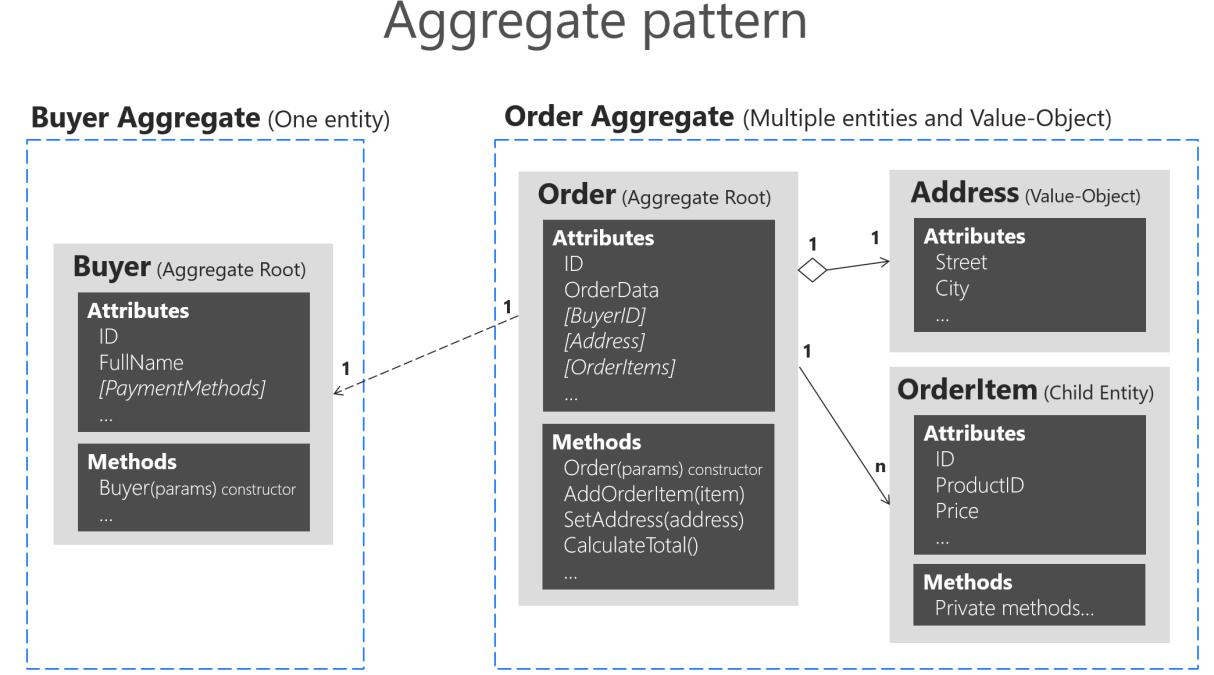 Aggregate pattern
Buyer Aggregate (One entity)
Buyer (Aggregate Root)
Attributes
ID
FullName
[PaymentMethods]
...
Methods
Buyer(params) constructor
...
1
1
Order Aggregate (Multiple entities and Value-Object)
Order (Aggregate Root)
Attributes
ID
OrderData
[BuyerID]
[Address]
[OrderItems]
...
Methods
Order(params) constructor
AddOrderItem(item)
SetAddress(address)
CalculateTotal()
...
1
1
1
n
Address (Value-Object)
Attributes
Street
City
...
OrderItem (Child Entity)
Attributes
ID
ProductID
Price
...
Methods
Private methods...